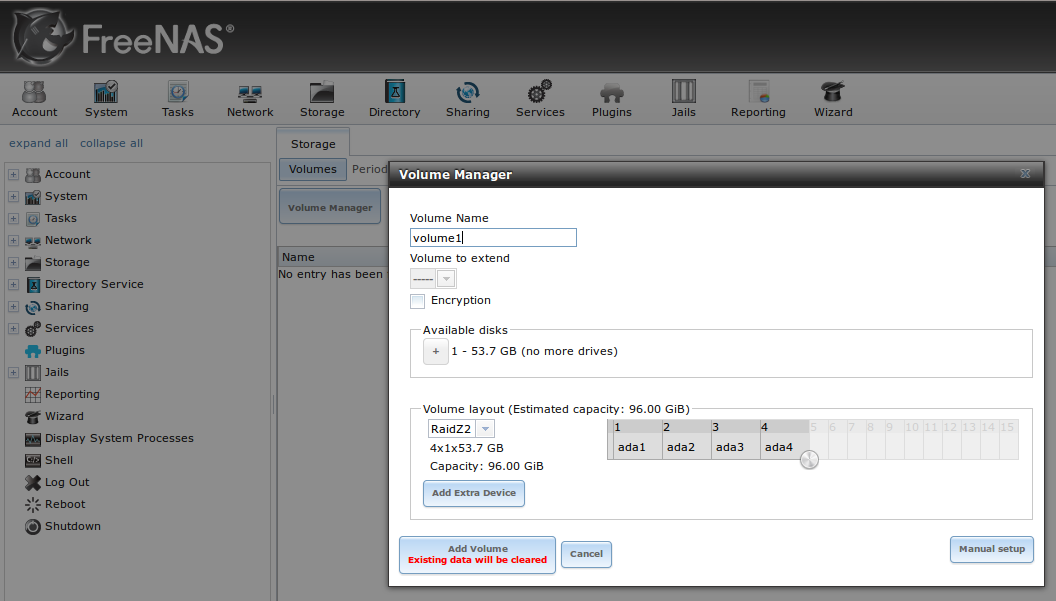 FreeNAS®
Account System Tasks Network Storage Directory Sharing Services Plugins Jails Reporting Wizard
expand all collapse all
Account
System
Tasks
Network
Storage
Directory Service
Sharing
Services
Plugins
Jails
Reporting
Wizard
Display System Processes
Shell
Log Out
Reboot
Shutdown
Storage
Volumes Period
Volume Manager
Name
No entry has been
Volume Manager
Volume Name
volume1
Volume to extend
-----
Encryption
Available disks
+ 1 - 53.7 GB (no more drives)
Volume layout (Estimated capacity: 96.00 GiB)
RaidZ2
4x1x53.7 GB
Capacity: 96.00 GiB
1 2 3 4 5 6 7 8 9 10 11 12 13 14 15
ada1 ada2 ada3 ada4
Add Extra Device
Add Volume
Existing data will be cleared
Cancel
Manual setup